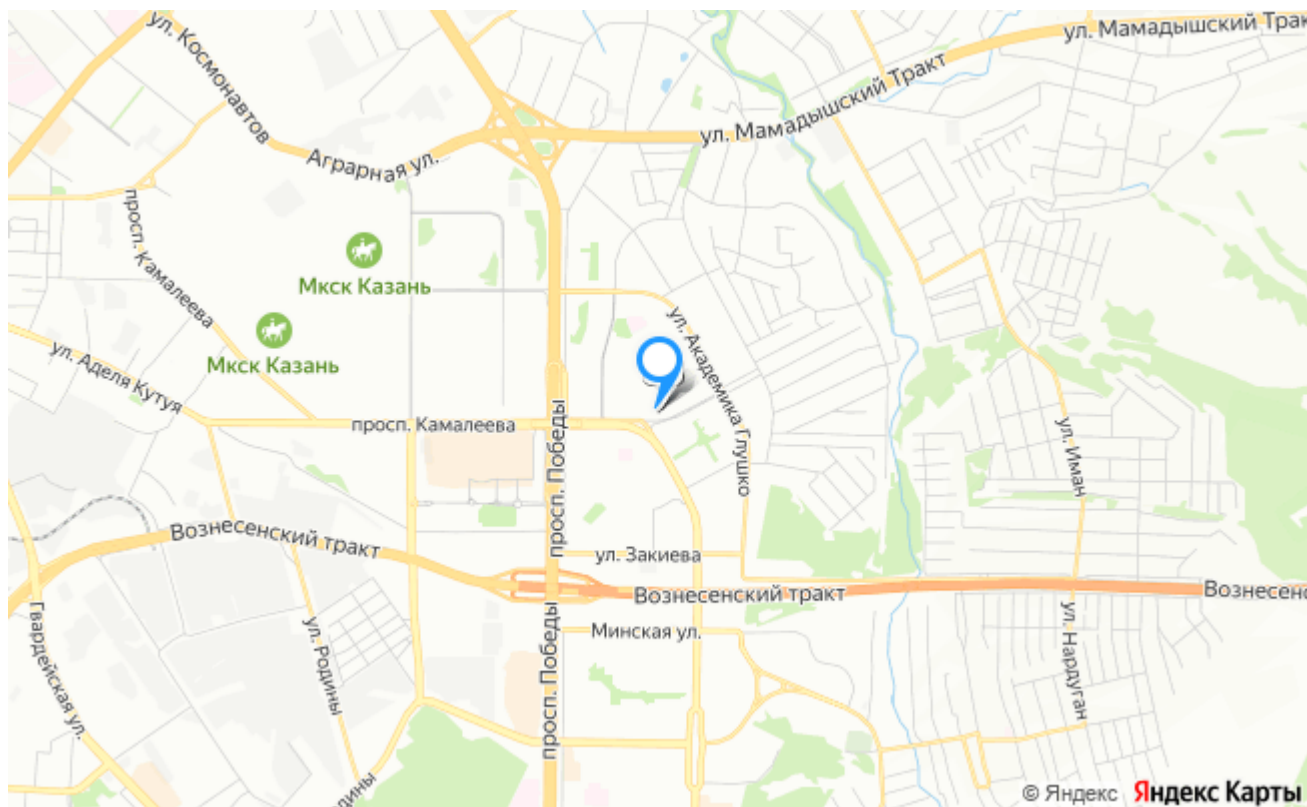 ул. Мамадышский Трак
ул. Космонавтов
ул. Мамадышский Тракт
Аграрная ул.
просп. Камалеева
Мкск Казань
Мкск Казань
ул. Академика Глушко
ул. Аделя Кутуя
просп. Камалеева
просп. Победы
ул. Иман
Вознесенский тракт
ул. Закиева
Вознесенский тракт
Вознесенс
Гвардейская ул.
ул. Родины
просп. Победы
Минская ул.
ул. Нардуган
одины
© Яндекс Яндекс Карты